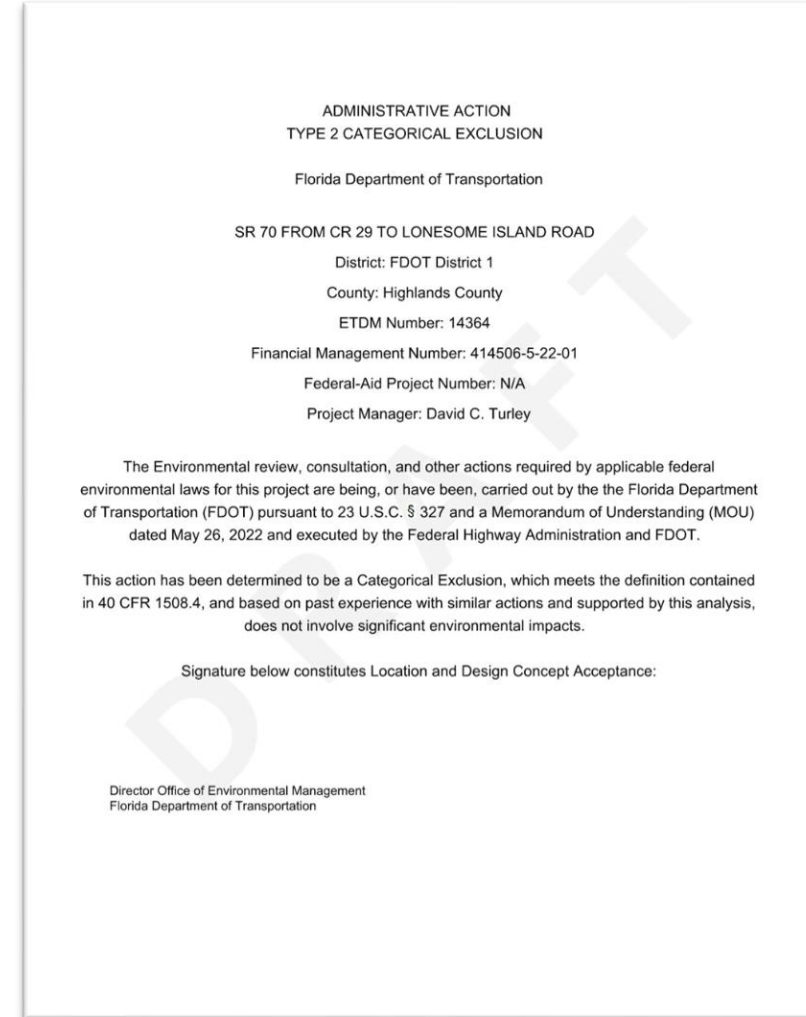 ADMINISTRATIVE ACTION
TYPE 2 CATEGORICAL EXCLUSION
Florida Department of Transportation
SR 70 FROM CR 29 TO LONESOME ISLAND ROAD
District: FDOT District 1
County: Highlands County
ETDM Number: 14364
Financial Management Number: 414506-5-22-01
Federal-Aid Project Number: N/A
Project Manager: David C. Turley
The Environmental review, consultation, and other actions required by applicable federal
environmental laws for this project are being, or have been, carried out by the the Florida Department
of Transportation (FDOT) pursuant to 23 U.S.C. § 327 and a Memorandum of Understanding (MOU)
dated May 26, 2022 and executed by the Federal Highway Administration and FDOT.
This action has been determined to be a Categorical Exclusion, which meets the definition contained
in 40 CFR 1508.4, and based on past experience with similar actions and supported by this analysis,
does not involve significant environmental impacts.
Signature below constitutes Location and Design Concept Acceptance:
Director Office of Environmental Management
Florida Department of Transportation
DRAFT